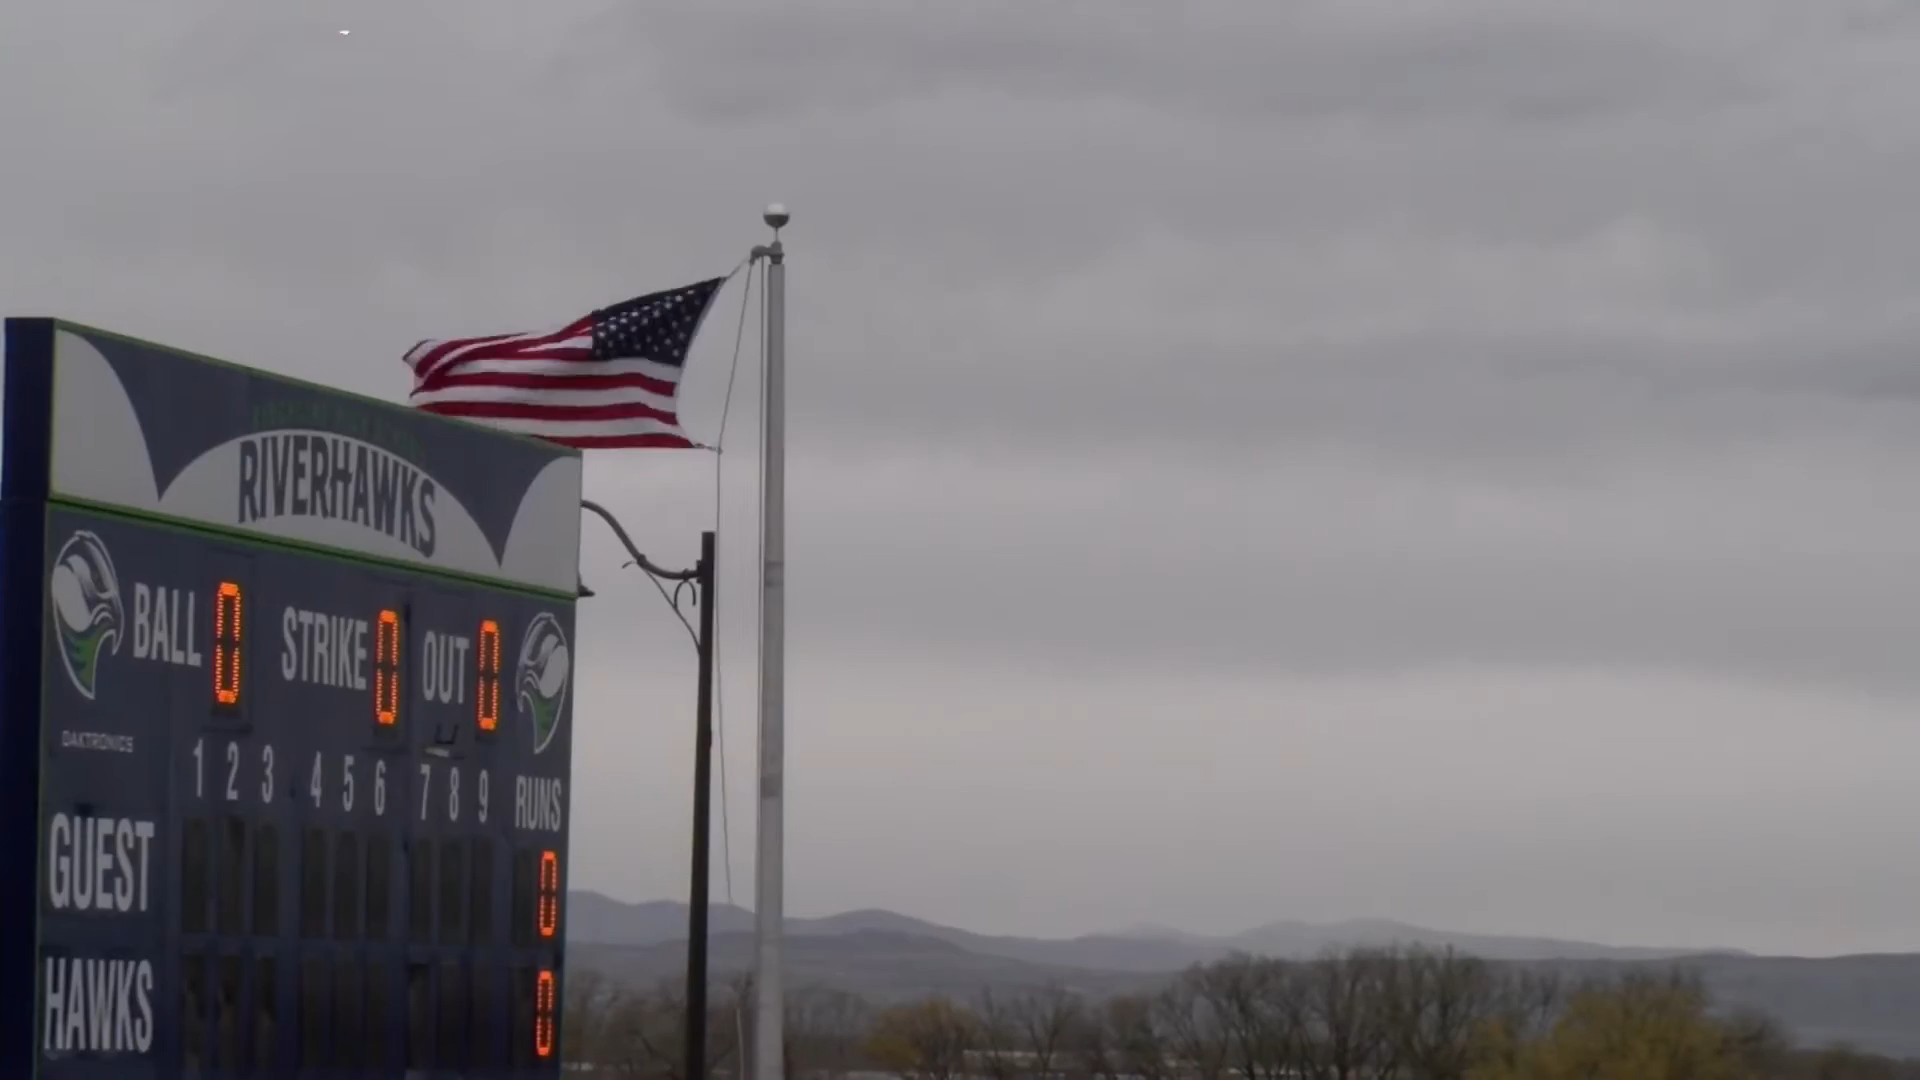 RIVERHAWKS
BALL 0 STRIKE 0 OUT 0
DAKTRONICS
1 2 3 4 5 6 7 8 9 RUNS
GUEST 0
HAWKS 0